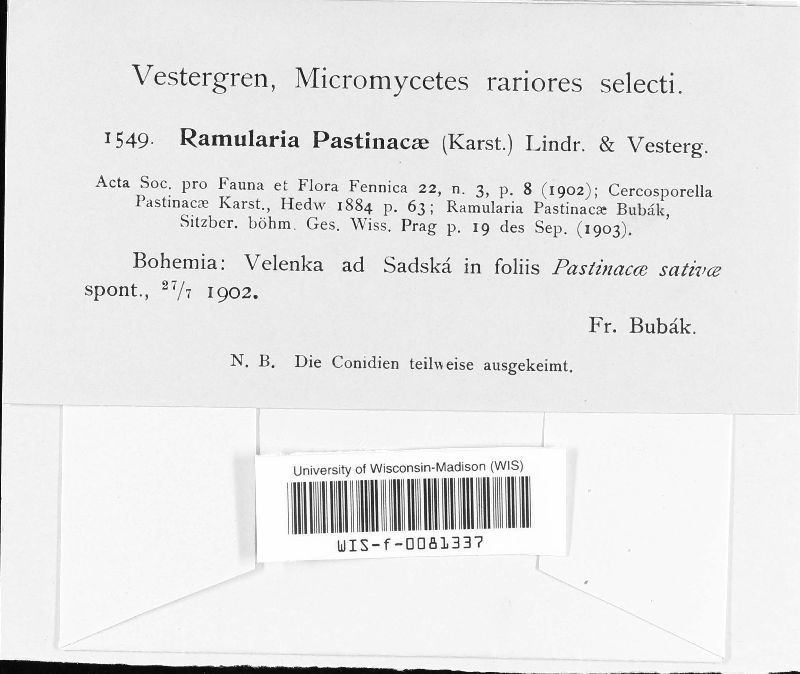 Vestergren, Micromycetes rariores selecti.
1549. Ramularia Pastinacæ (Karst.) Lindr. & Vesterg.
Acta Soc. pro Fauna et Flora Fennica 22, n. 3, p. 8 (1902); Cercosporella
Pastinacæ Karst., Hedw 1884 p. 63; Ramularia Pastinacæ Bubák,
Sitzber. böhm. Ges. Wiss. Prag p. 19 des Sep. (1903).
Bohemia: Velenka ad Sadská in foliis Pastinacæ sativæ
spont., 27/7 1902.
Fr. Bubák.
N. B. Die Conidien teilweise ausgekeimt.
University of Wisconsin-Madison (WIS)
WIS-f-0081337